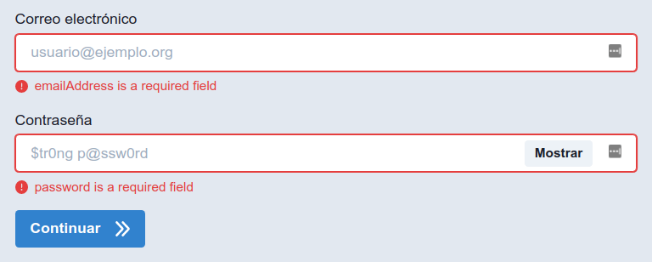 Correo electrónico
usuario@ejemplo.org
emailAddress is a required field
Contraseña
$tr0ng p@ssw0rd Mostrar
password is a required field
Continuar